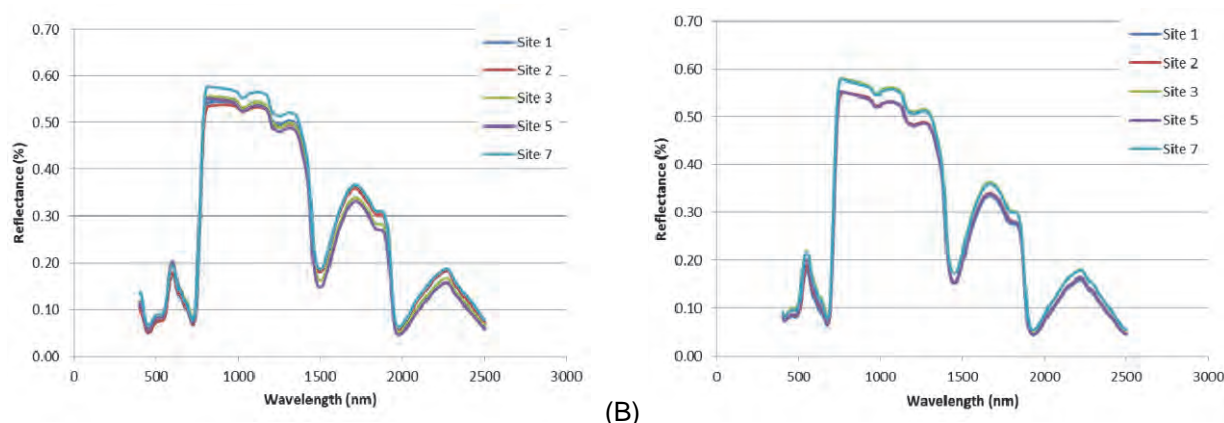 0.70
0.60
0.50
0.40
0.30
0.20
0.10
0.00
Reflectance (%)
0
500
1000
1500
2000
2500
3000
Wavelength (nm)
Site 1
Site 2
Site 3
Site 5
Site 7
(B)
0.70
0.60
0.50
0.40
0.30
0.20
0.10
0.00
Reflectance (%)
0
500
1000
1500
2000
2500
3000
Wavelength (nm)
Site 1
Site 2
Site 3
Site 5
Site 7